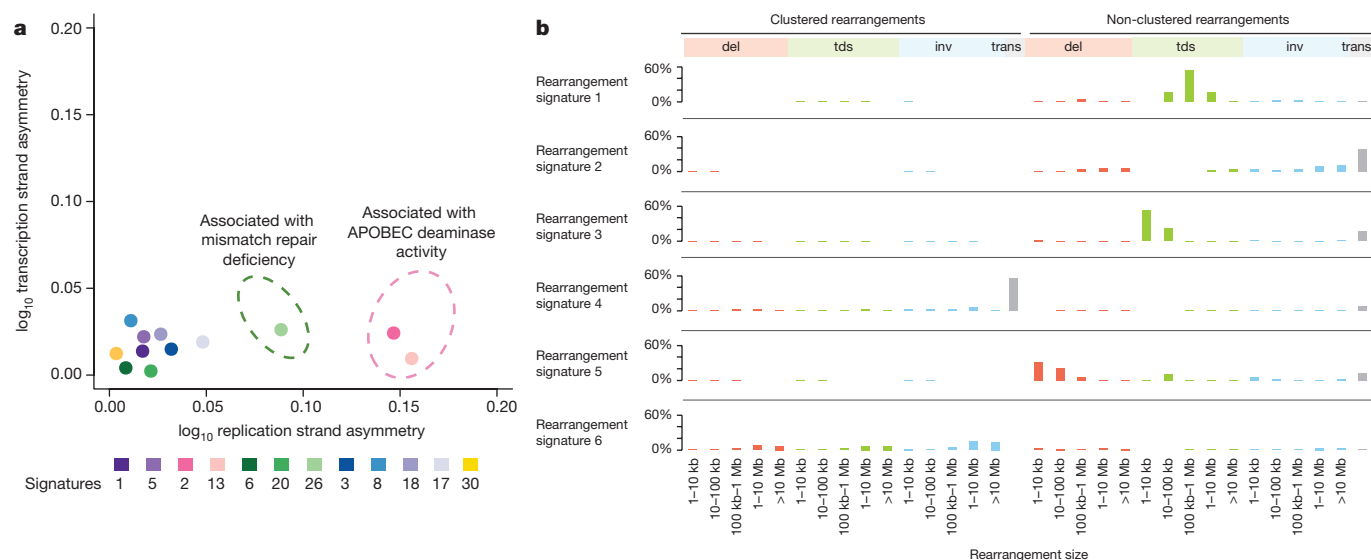 a
0.20
0.15
0.10
0.05
0.00
log10 transcription strand asymmetry
Associated with
mismatch repair
deficiency
Associated with
APOBEC deaminase
activity
0.00 0.05 0.10 0.15 0.20
log10 replication strand asymmetry
Signatures 1 5 2 13 6 20 26 3 8 18 17 30
b
Clustered rearrangements Non-clustered rearrangements
del tds inv trans del tds inv trans
Rearrangement
signature 1
60%
0%
Rearrangement
signature 2
60%
0%
Rearrangement
signature 3
60%
0%
Rearrangement
signature 4
60%
0%
Rearrangement
signature 5
60%
0%
Rearrangement
signature 6
60%
0%
1–10 kb
10–100 kb
100 kb–1 Mb
1–10 Mb
>10 Mb
1–10 kb
10–100 kb
100 kb–1 Mb
1–10 Mb
>10 Mb
1–10 kb
10–100 kb
100 kb–1 Mb
1–10 Mb
>10 Mb
1–10 kb
10–100 kb
100 kb–1 Mb
1–10 Mb
>10 Mb
1–10 kb
10–100 kb
100 kb–1 Mb
1–10 Mb
>10 Mb
1–10 kb
10–100 kb
100 kb–1 Mb
1–10 Mb
>10 Mb
Rearrangement size